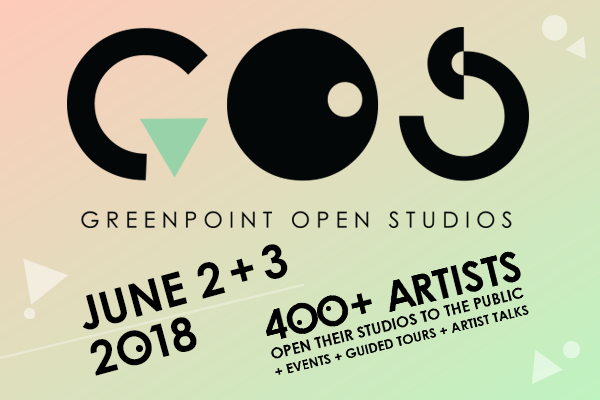 GOS
GREENPOINT OPEN STUDIOS
JUNE 2+3
2018
400+ ARTISTS
OPEN THEIR STUDIOS TO THE PUBLIC
+ EVENTS + GUIDED TOURS + ARTIST TALKS